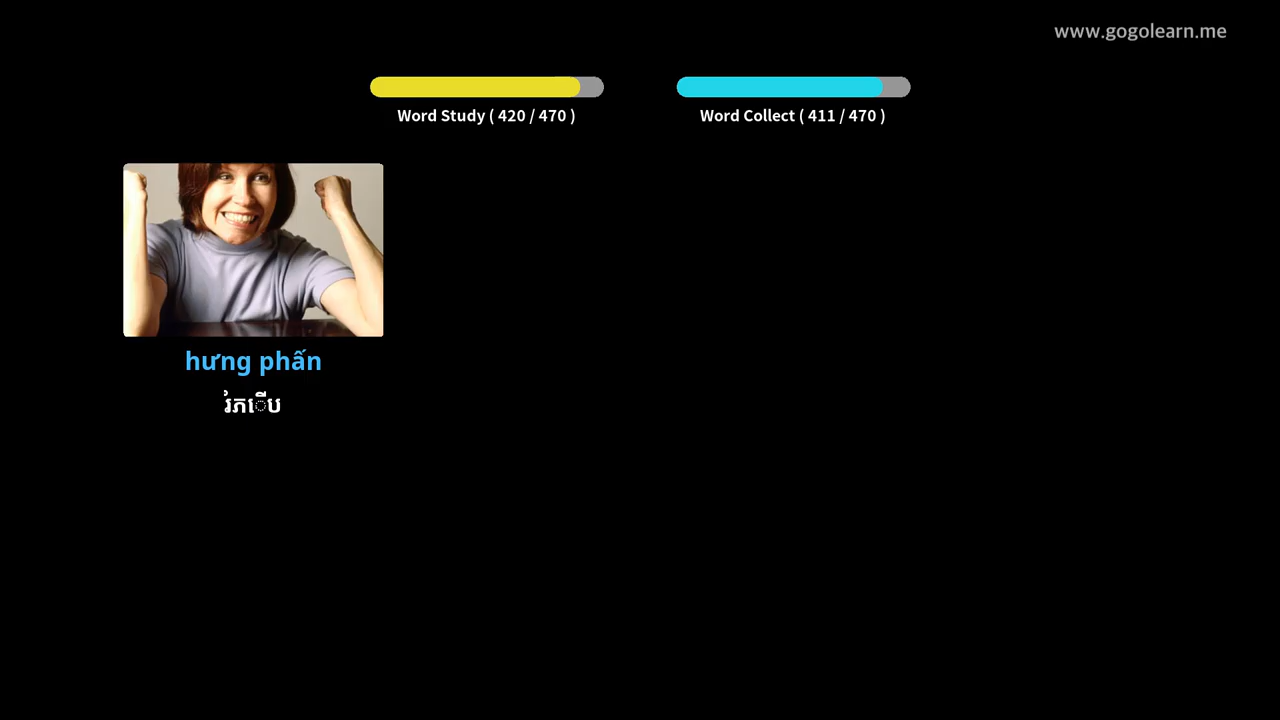 www.gogolearn.me
Word Study ( 420 / 470 )
Word Collect ( 411 / 470 )
hưng phấn
រំភើប